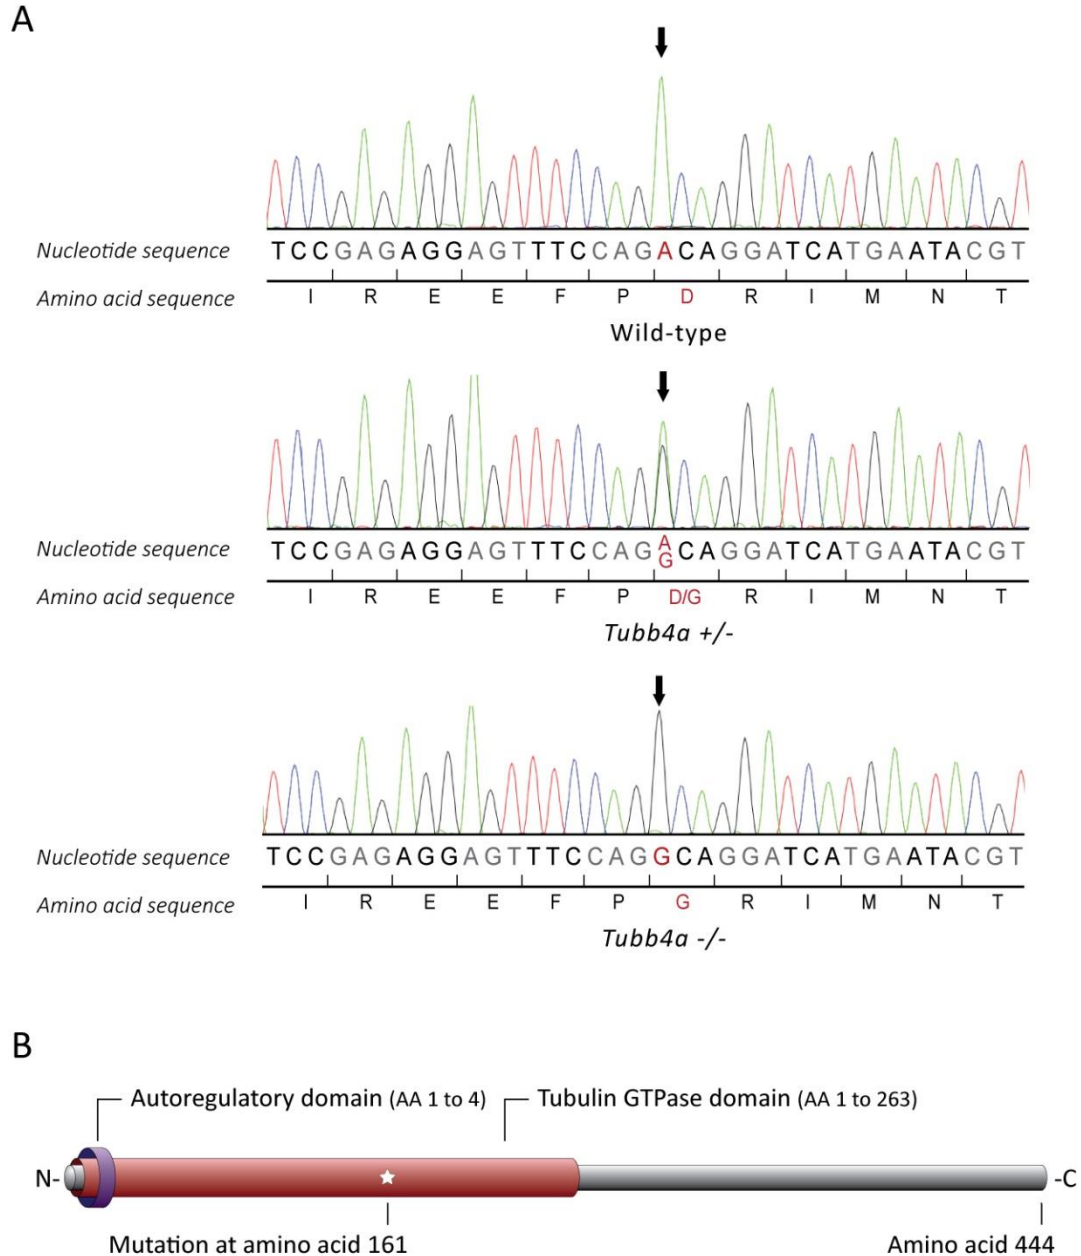 A
Nucleotide sequence TCCGAGAGGAGTTTCCAGACAGGATCATGAATACGT
Amino acid sequence I R E E F P D R I M N T
Wild-type
Nucleotide sequence TCCGAGAGGAGTTTCCAGA/GCAGGATCATGAATACGT
Amino acid sequence I R E E F P D/G R I M N T
Tubb4a +/-
Nucleotide sequence TCCGAGAGGAGTTTCCAGGCAGGATCATGAATACGT
Amino acid sequence I R E E F P G R I M N T
Tubb4a -/-
B
Autoregulatory domain (AA 1 to 4) Tubulin GTPase domain (AA 1 to 263)
N- -C
Mutation at amino acid 161 Amino acid 444